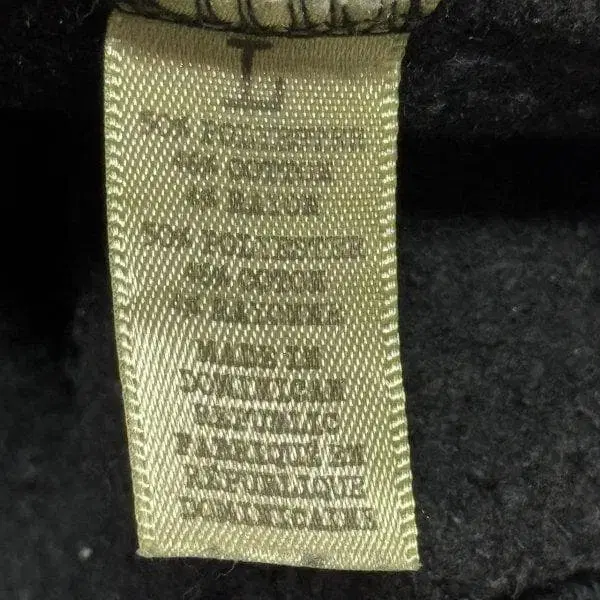 L
50% POLYESTER
46% COTTON
4% RAYON
50% POLYESTER
46% COTON
4% RAYONNE
MADE IN
DOMINICAN
REPUBLIC
FABRIQUE EN
RÉPUBLIQUE
DOMINICAINE